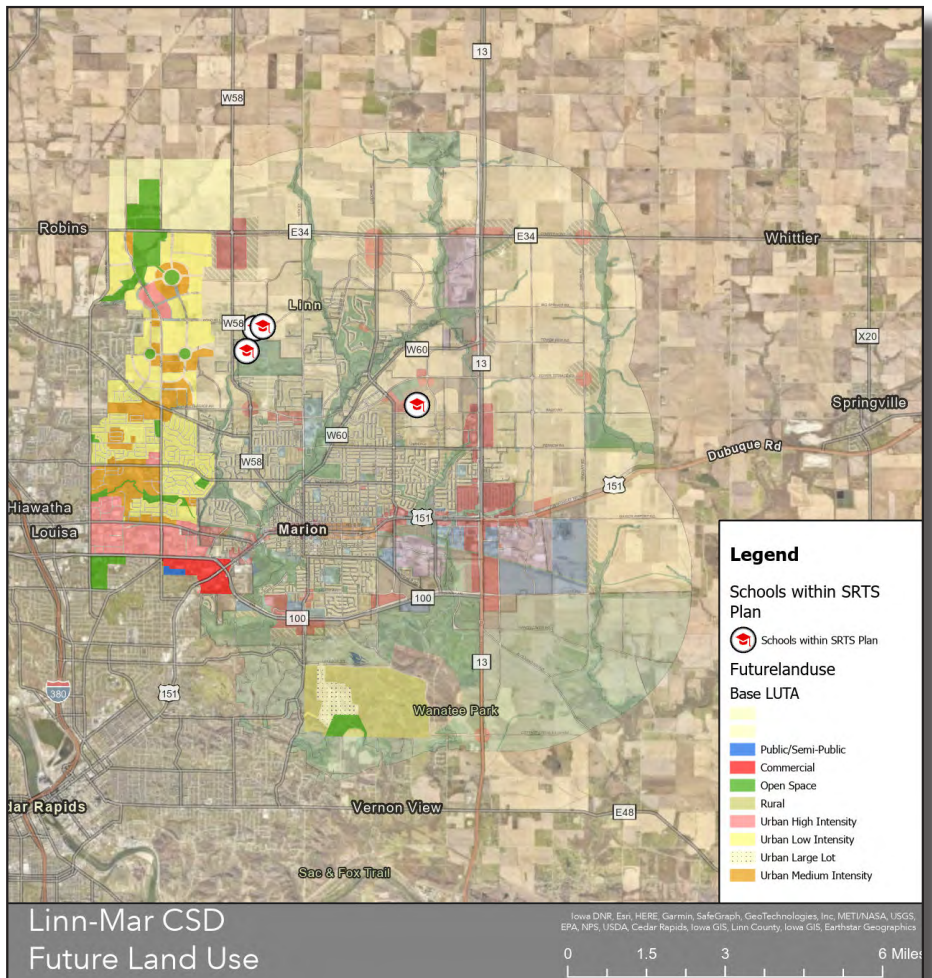 13
W58
Robins
E34
E34
Whittier
Linn
W58
W60
13
X20
Springville
W60
Dubuque Rd
W58
151
Hiawatha
151
Louisa
Marion
100
100
13
380
151
Wanatee Park
dar Rapids
Vernon View
E48
Sac & Fox Trail
Legend
Schools within SRTS
Plan
Schools within SRTS Plan
Futurelanduse
Base LUTA
Public/Semi-Public
Commercial
Open Space
Rural
Urban High Intensity
Urban Low Intensity
Urban Large Lot
Urban Medium Intensity
Linn-Mar CSD
Future Land Use
Iowa DNR, Esri, HERE, Garmin, SafeGraph, GeoTechnologies, Inc, METI/NASA, USGS,
EPA, NPS, USDA, Cedar Rapids, Iowa GIS, Linn County, Iowa GIS, Earthstar Geographics
0 1.5 3 6 Miles